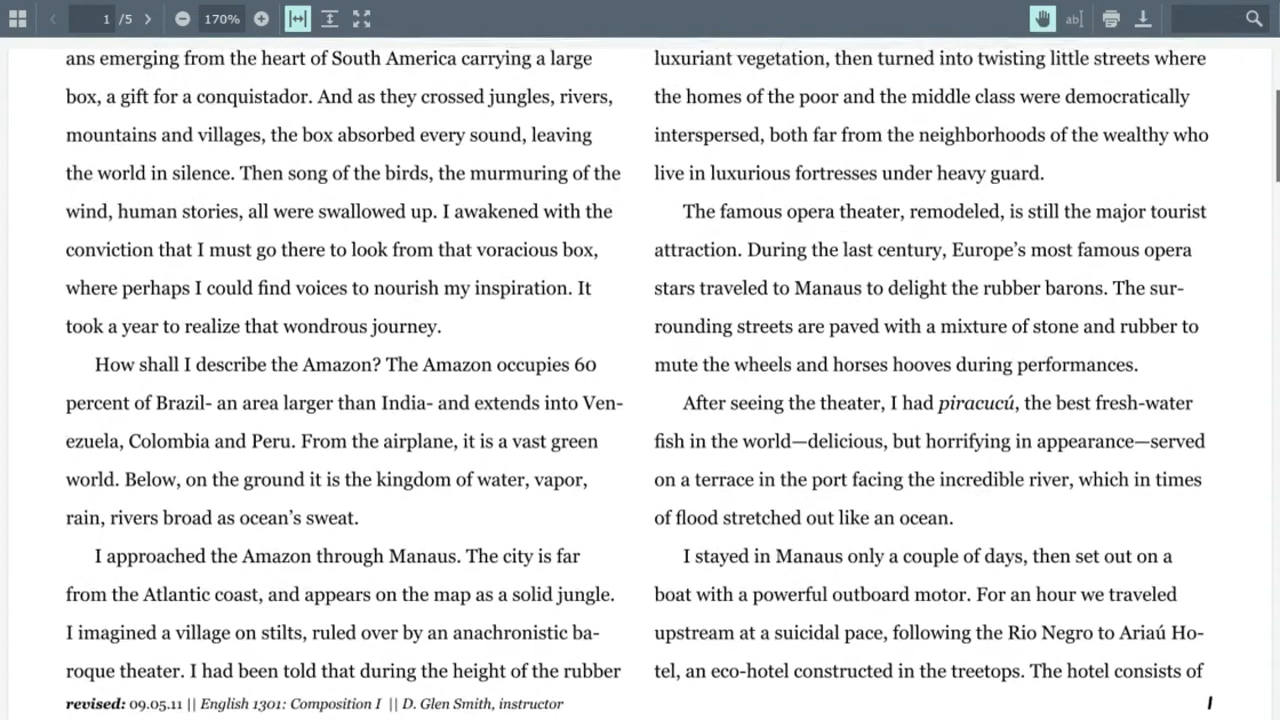 1 /5
170%
ab
ans emerging from the heart of South America carrying a large
box, a gift for a conquistador. And as they crossed jungles, rivers,
mountains and villages, the box absorbed every sound, leaving
the world in silence. Then song of the birds, the murmuring of the
wind, human stories, all were swallowed up. I awakened with the
conviction that I must go there to look from that voracious box,
where perhaps I could find voices to nourish my inspiration. It
took a year to realize that wondrous journey.
How shall I describe the Amazon? The Amazon occupies 60
percent of Brazil- an area larger than India- and extends into Ven-
ezuela, Colombia and Peru. From the airplane, it is a vast green
world. Below, on the ground it is the kingdom of water, vapor,
rain, rivers broad as ocean’s sweat.
I approached the Amazon through Manaus. The city is far
from the Atlantic coast, and appears on the map as a solid jungle.
I imagined a village on stilts, ruled over by an anachronistic ba-
roque theater. I had been told that during the height of the rubber
luxuriant vegetation, then turned into twisting little streets where
the homes of the poor and the middle class were democratically
interspersed, both far from the neighborhoods of the wealthy who
live in luxurious fortresses under heavy guard.
The famous opera theater, remodeled, is still the major tourist
attraction. During the last century, Europe’s most famous opera
stars traveled to Manaus to delight the rubber barons. The sur-
rounding streets are paved with a mixture of stone and rubber to
mute the wheels and horses hooves during performances.
After seeing the theater, I had piracucú, the best fresh-water
fish in the world—delicious, but horrifying in appearance—served
on a terrace in the port facing the incredible river, which in times
of flood stretched out like an ocean.
I stayed in Manaus only a couple of days, then set out on a
boat with a powerful outboard motor. For an hour we traveled
upstream at a suicidal pace, following the Rio Negro to Ariaú Ho-
tel, an eco-hotel constructed in the treetops. The hotel consists of
revised: 09.05.11 || English 1301: Composition I || D. Glen Smith, instructor
1